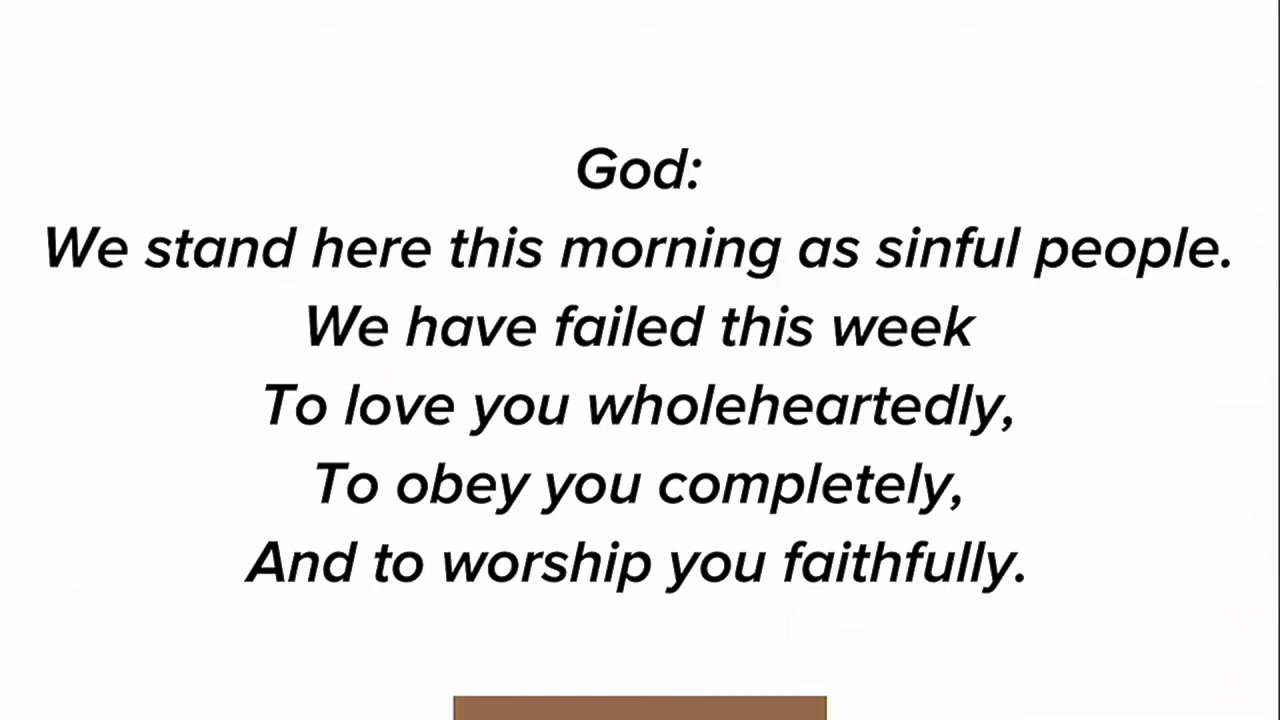 God:
We stand here this morning as sinful people.
We have failed this week
To love you wholeheartedly,
To obey you completely,
And to worship you faithfully.